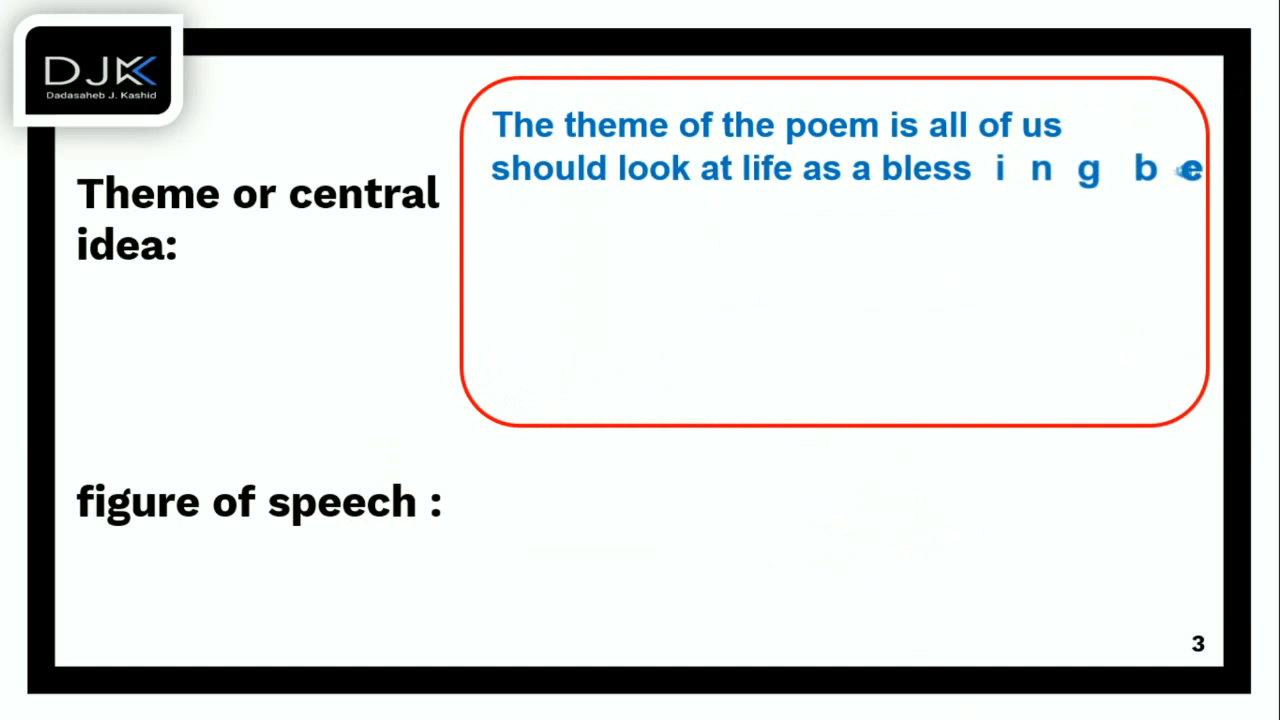 DJK
Dadasaheb J. Kashid
The theme of the poem is all of us
should look at life as a bless i n g b e
Theme or central
idea:
figure of speech :
3